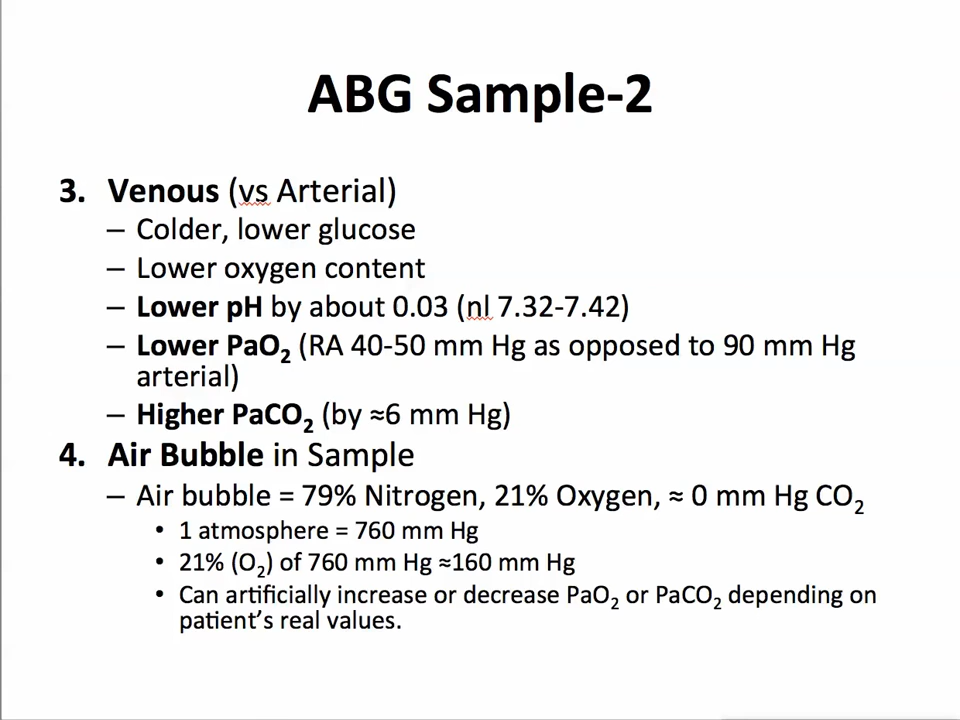 ABG Sample-2
3. Venous (vs Arterial)
– Colder, lower glucose
– Lower oxygen content
– Lower pH by about 0.03 (nl 7.32-7.42)
– Lower PaO₂ (RA 40-50 mm Hg as opposed to 90 mm Hg
arterial)
– Higher PaCO₂ (by ≈6 mm Hg)
4. Air Bubble in Sample
– Air bubble = 79% Nitrogen, 21% Oxygen, ≈ 0 mm Hg CO₂
• 1 atmosphere = 760 mm Hg
• 21% (O₂) of 760 mm Hg ≈160 mm Hg
• Can artificially increase or decrease PaO₂ or PaCO₂ depending on
patient’s real values.